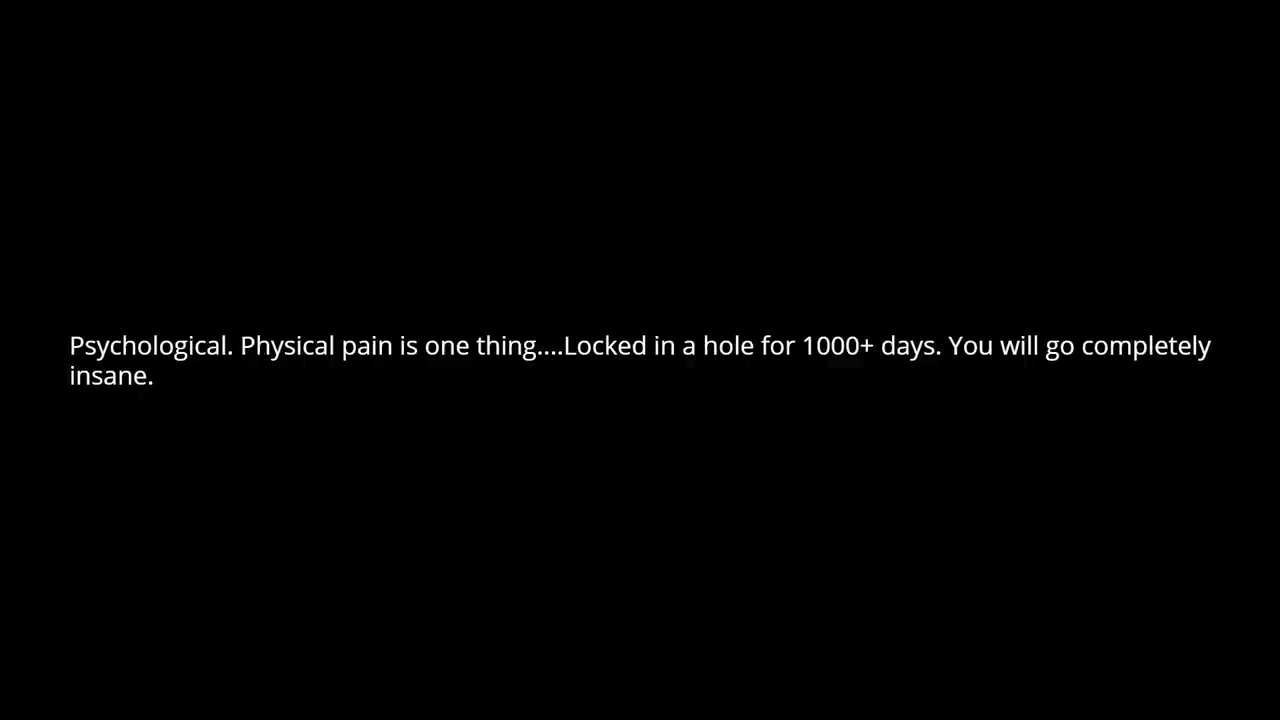 Psychological. Physical pain is one thing....Locked in a hole for 1000+ days. You will go completely
insane.